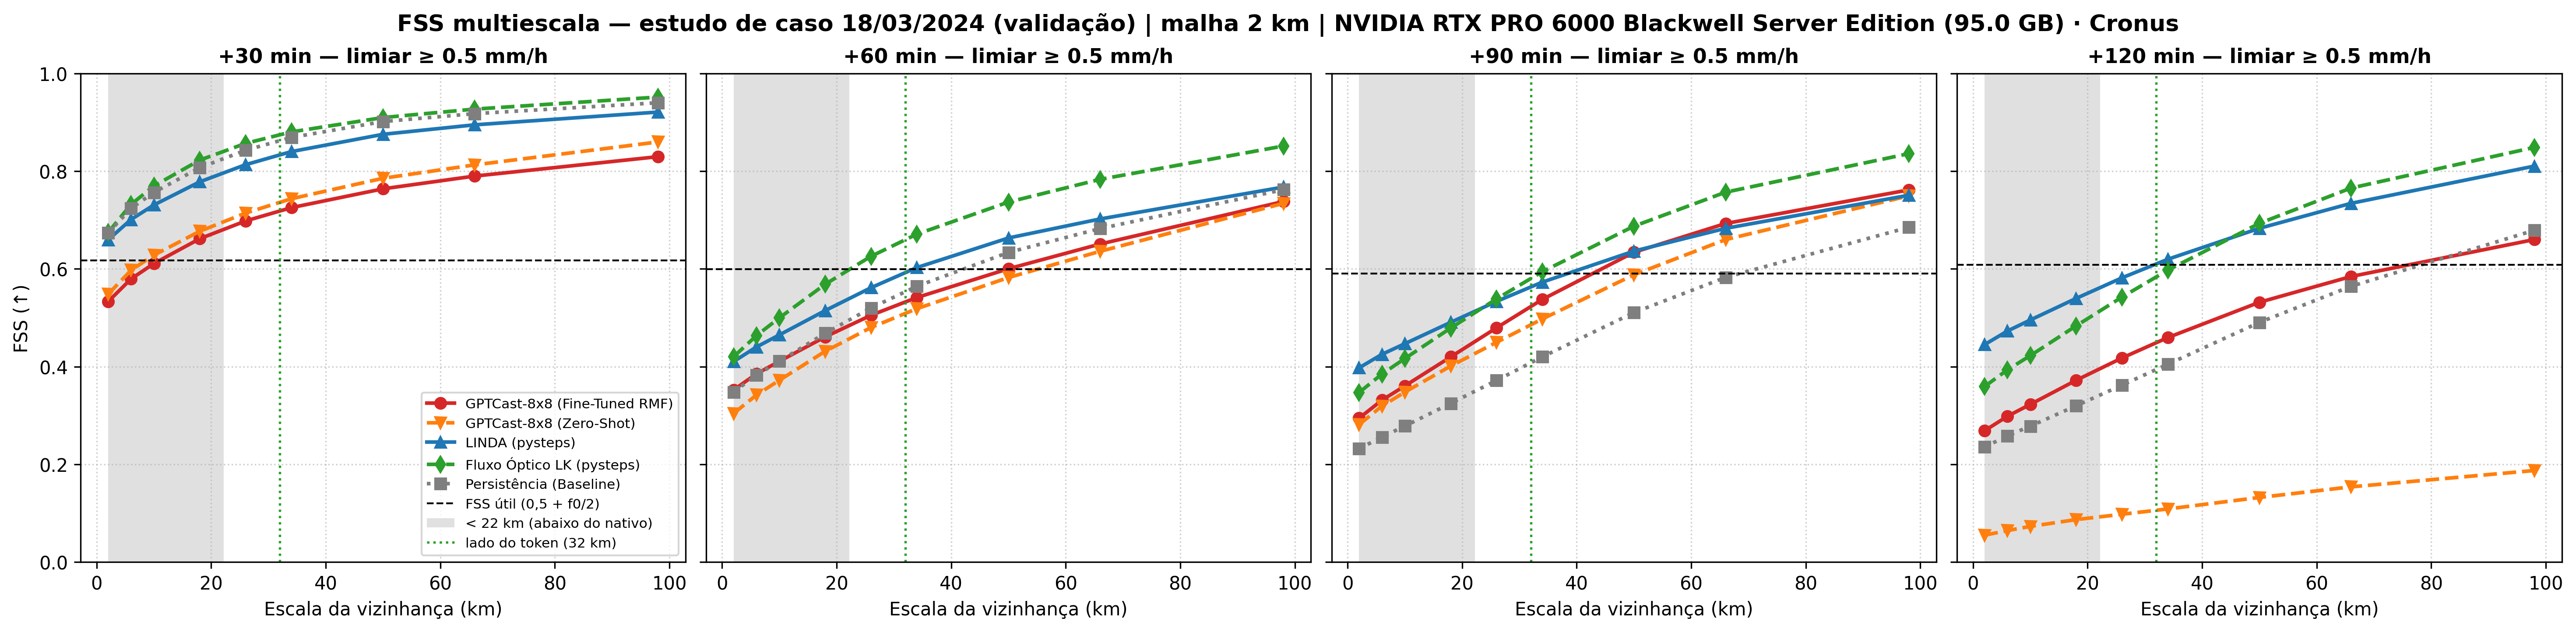 FSS multiescala — estudo de caso 18/03/2024 (validação) | malha 2 km | NVIDIA RTX PRO 6000 Blackwell Server Edition (95.0 GB) · Cronus
+30 min — limiar ≥ 0.5 mm/h
+60 min — limiar ≥ 0.5 mm/h
+90 min — limiar ≥ 0.5 mm/h
+120 min — limiar ≥ 0.5 mm/h
FSS (↑)
1.0
0.8
0.6
0.4
0.2
0.0
GPTCast-8x8 (Fine-Tuned RMF)
GPTCast-8x8 (Zero-Shot)
LINDA (pysteps)
Fluxo Óptico LK (pysteps)
Persistência (Baseline)
FSS útil (0,5 + f0/2)
< 22 km (abaixo do nativo)
lado do token (32 km)
0 20 40 60 80 100
0 20 40 60 80 100
0 20 40 60 80 100
0 20 40 60 80 100
Escala da vizinhança (km)
Escala da vizinhança (km)
Escala da vizinhança (km)
Escala da vizinhança (km)